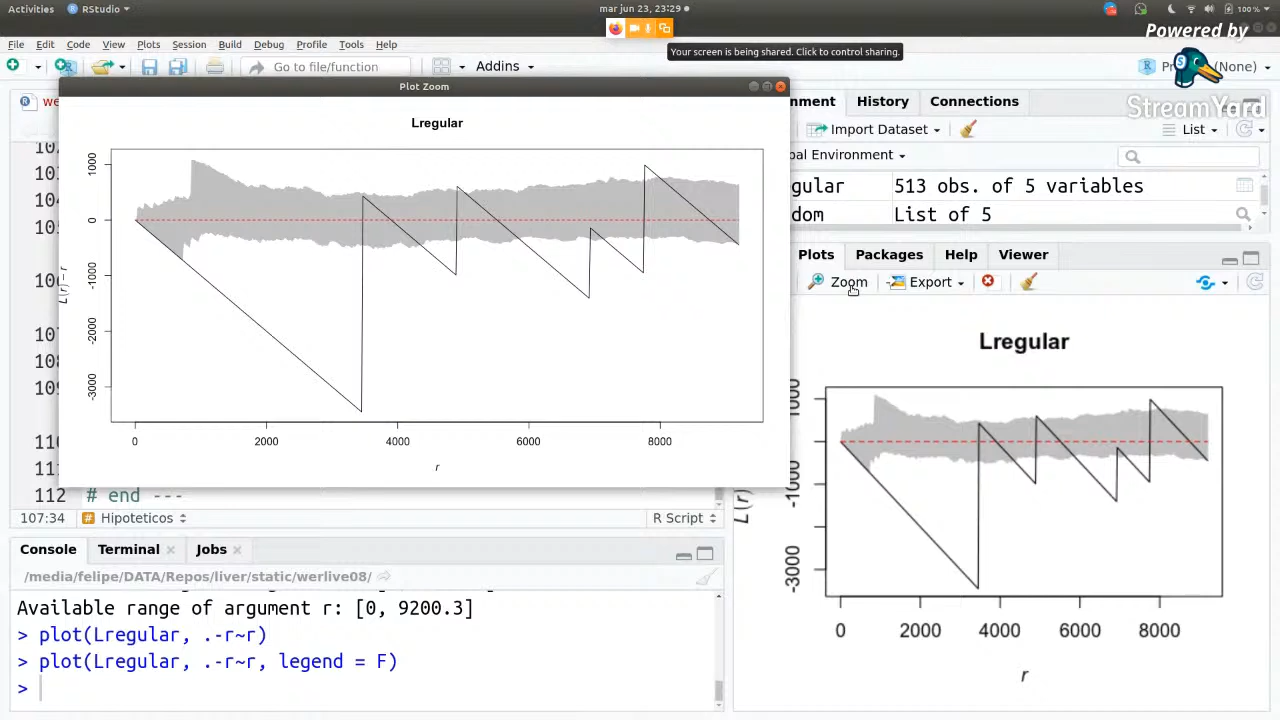 Activities RStudio mar jun 23, 23:29 100 %
Powered by
StreamYard
File Edit Code View Plots Session Build Debug Profile Tools Help
Your screen is being shared. Click to control sharing.
Go to file/function Addins (None)
Plot Zoom
nment History Connections
Import Dataset List
bal Environment
gular 513 obs. of 5 variables
dom List of 5
Plots Packages Help Viewer
Zoom Export
Lregular
1000
0
-1000
-2000
-3000
L(r) − r
0 2000 4000 6000 8000
r
Lregular
1000
-1000
-3000
L(r)
0 2000 4000 6000 8000
r
112 # end ---
107:34 Hipoteticos R Script
Console Terminal Jobs
/media/felipe/DATA/Repos/liver/static/werlive08/
Available range of argument r: [0, 9200.3]
> plot(Lregular, .-r~r)
> plot(Lregular, .-r~r, legend = F)
>